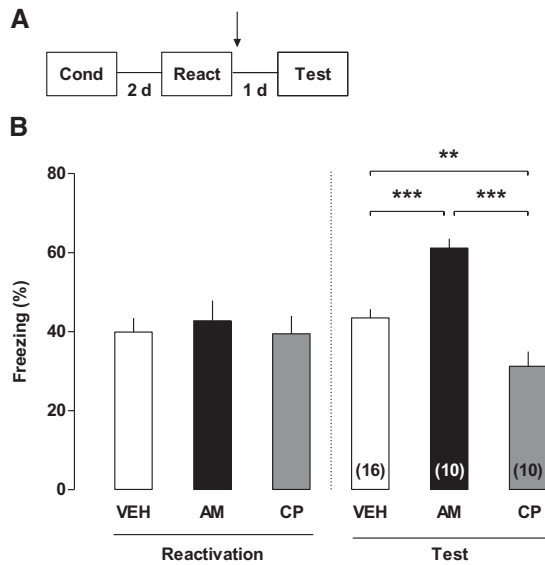 A
Cond
React
Test
2 d
1 d
B
80
**
***
***
60
Freezing (%)
40
20
(16)
(10)
(10)
0
VEH
AM
CP
VEH
AM
CP
Reactivation
Test